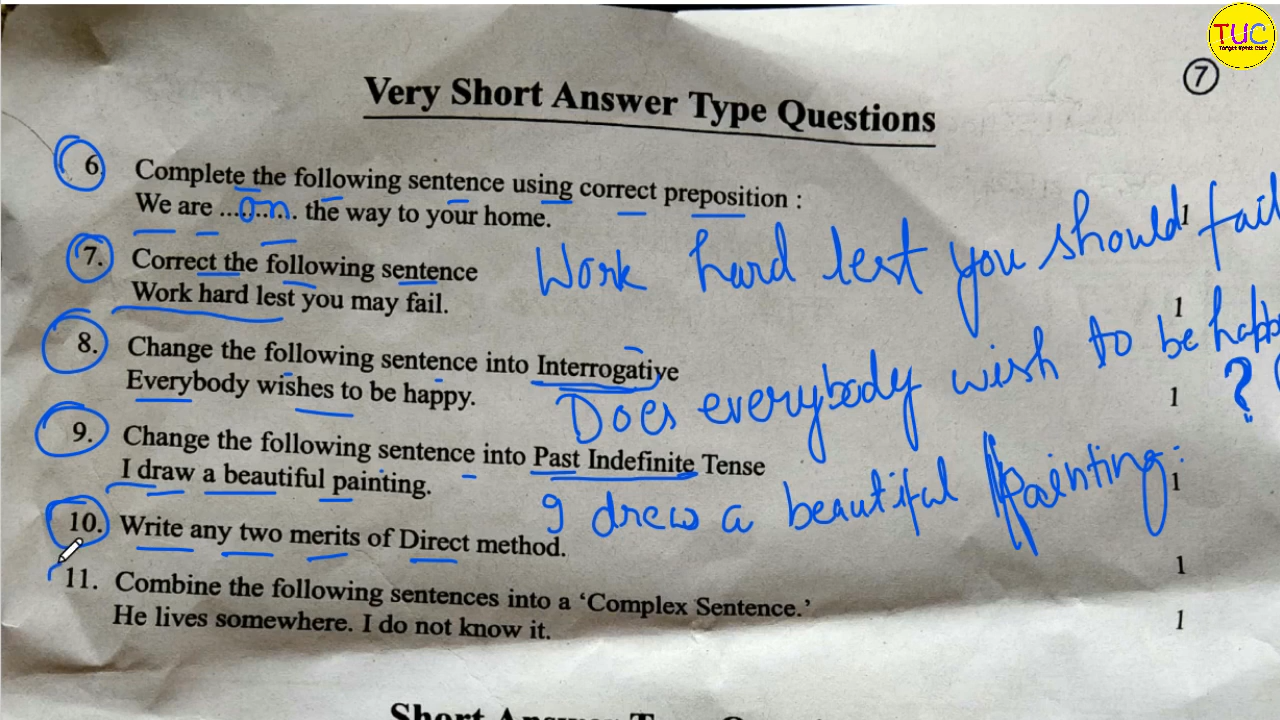 TUC
Target Uphar Classes
7
Very Short Answer Type Questions
6. Complete the following sentence using correct preposition :
We are ...on... the way to your home.
1
7. Correct the following sentence
Work hard lest you should fail
Work hard lest you may fail.
1
8. Change the following sentence into Interrogative
Does everybody wish to be happy ?
Everybody wishes to be happy.
1
9. Change the following sentence into Past Indefinite Tense
I draw a beautiful painting.
I drew a beautiful painting.
1
10. Write any two merits of Direct method.
1
11. Combine the following sentences into a ‘Complex Sentence.’
He lives somewhere. I do not know it.
1